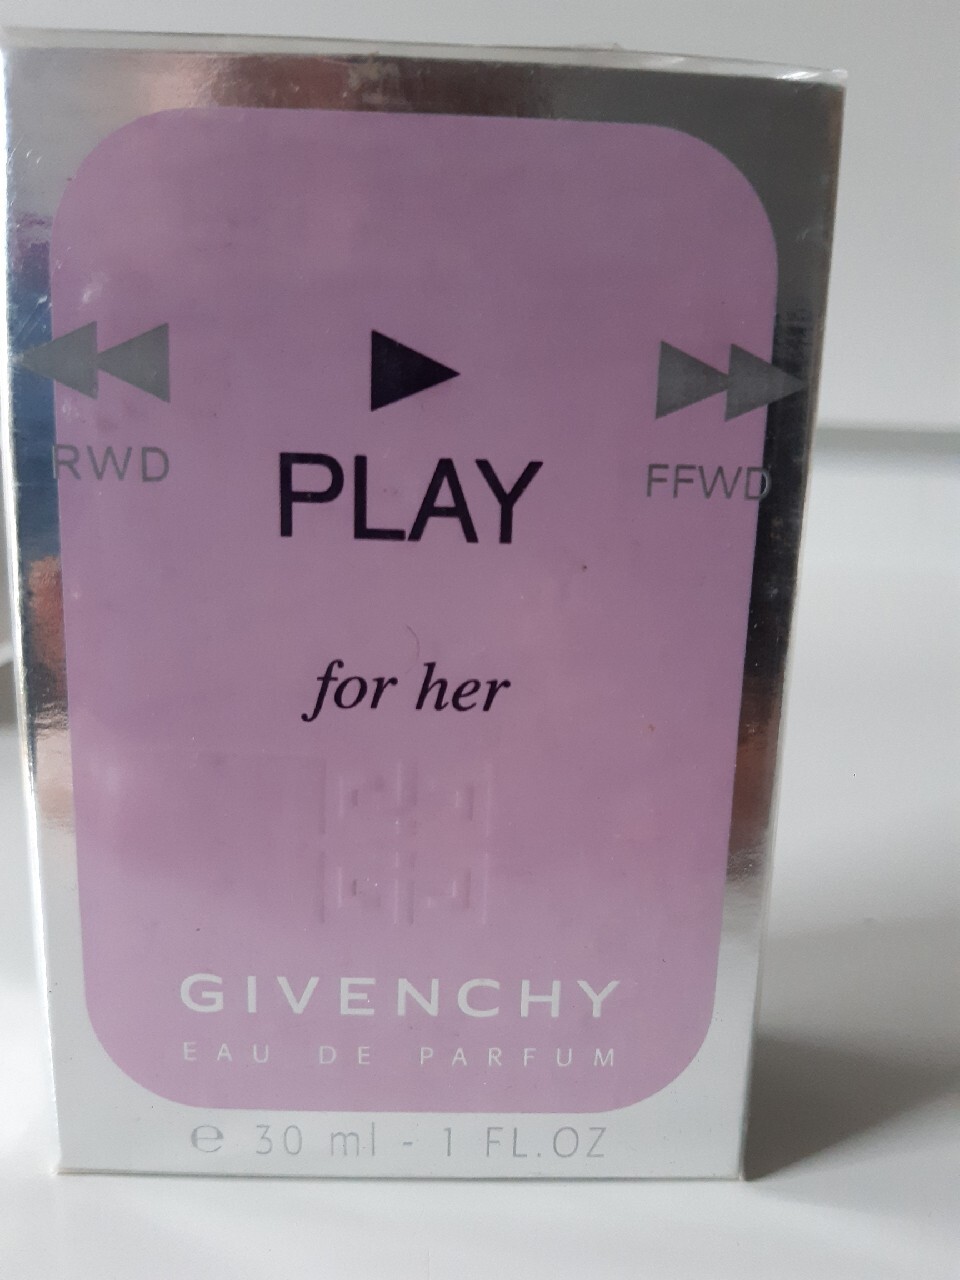 RWD PLAY FFWD
for her
GIVENCHY
EAU DE PARFUM
℮ 30 ml - 1 FL.OZ